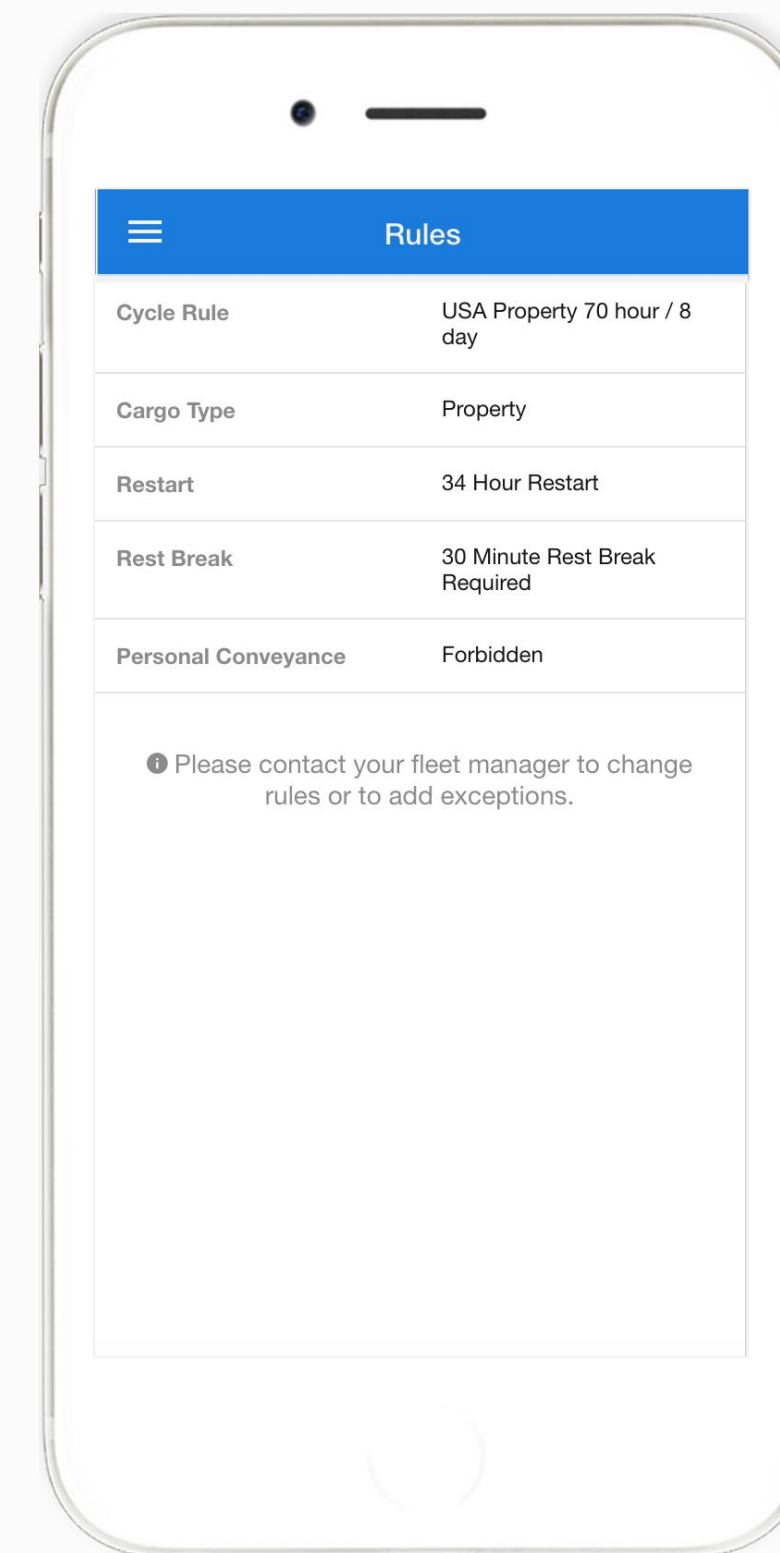 Rules
Cycle Rule
USA Property 70 hour / 8
day
Cargo Type
Property
Restart
34 Hour Restart
Rest Break
30 Minute Rest Break
Required
Personal Conveyance
Forbidden
Please contact your fleet manager to change
rules or to add exceptions.